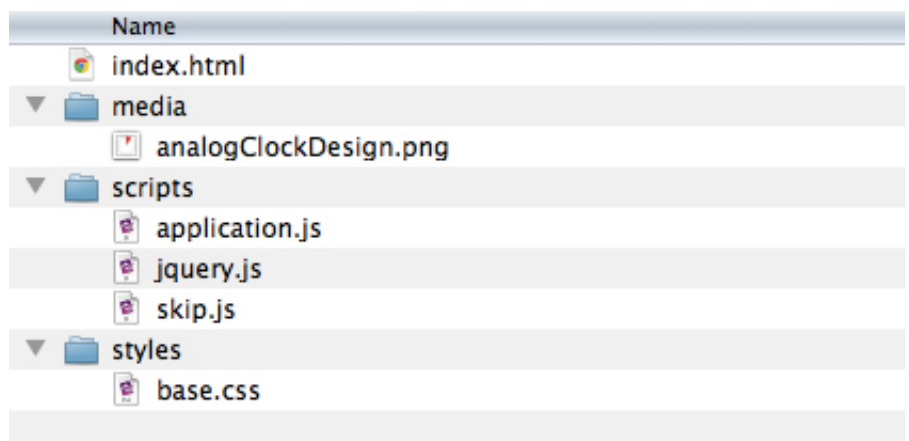 Name
index.html
media
analogClockDesign.png
scripts
application.js
jquery.js
skip.js
styles
base.css